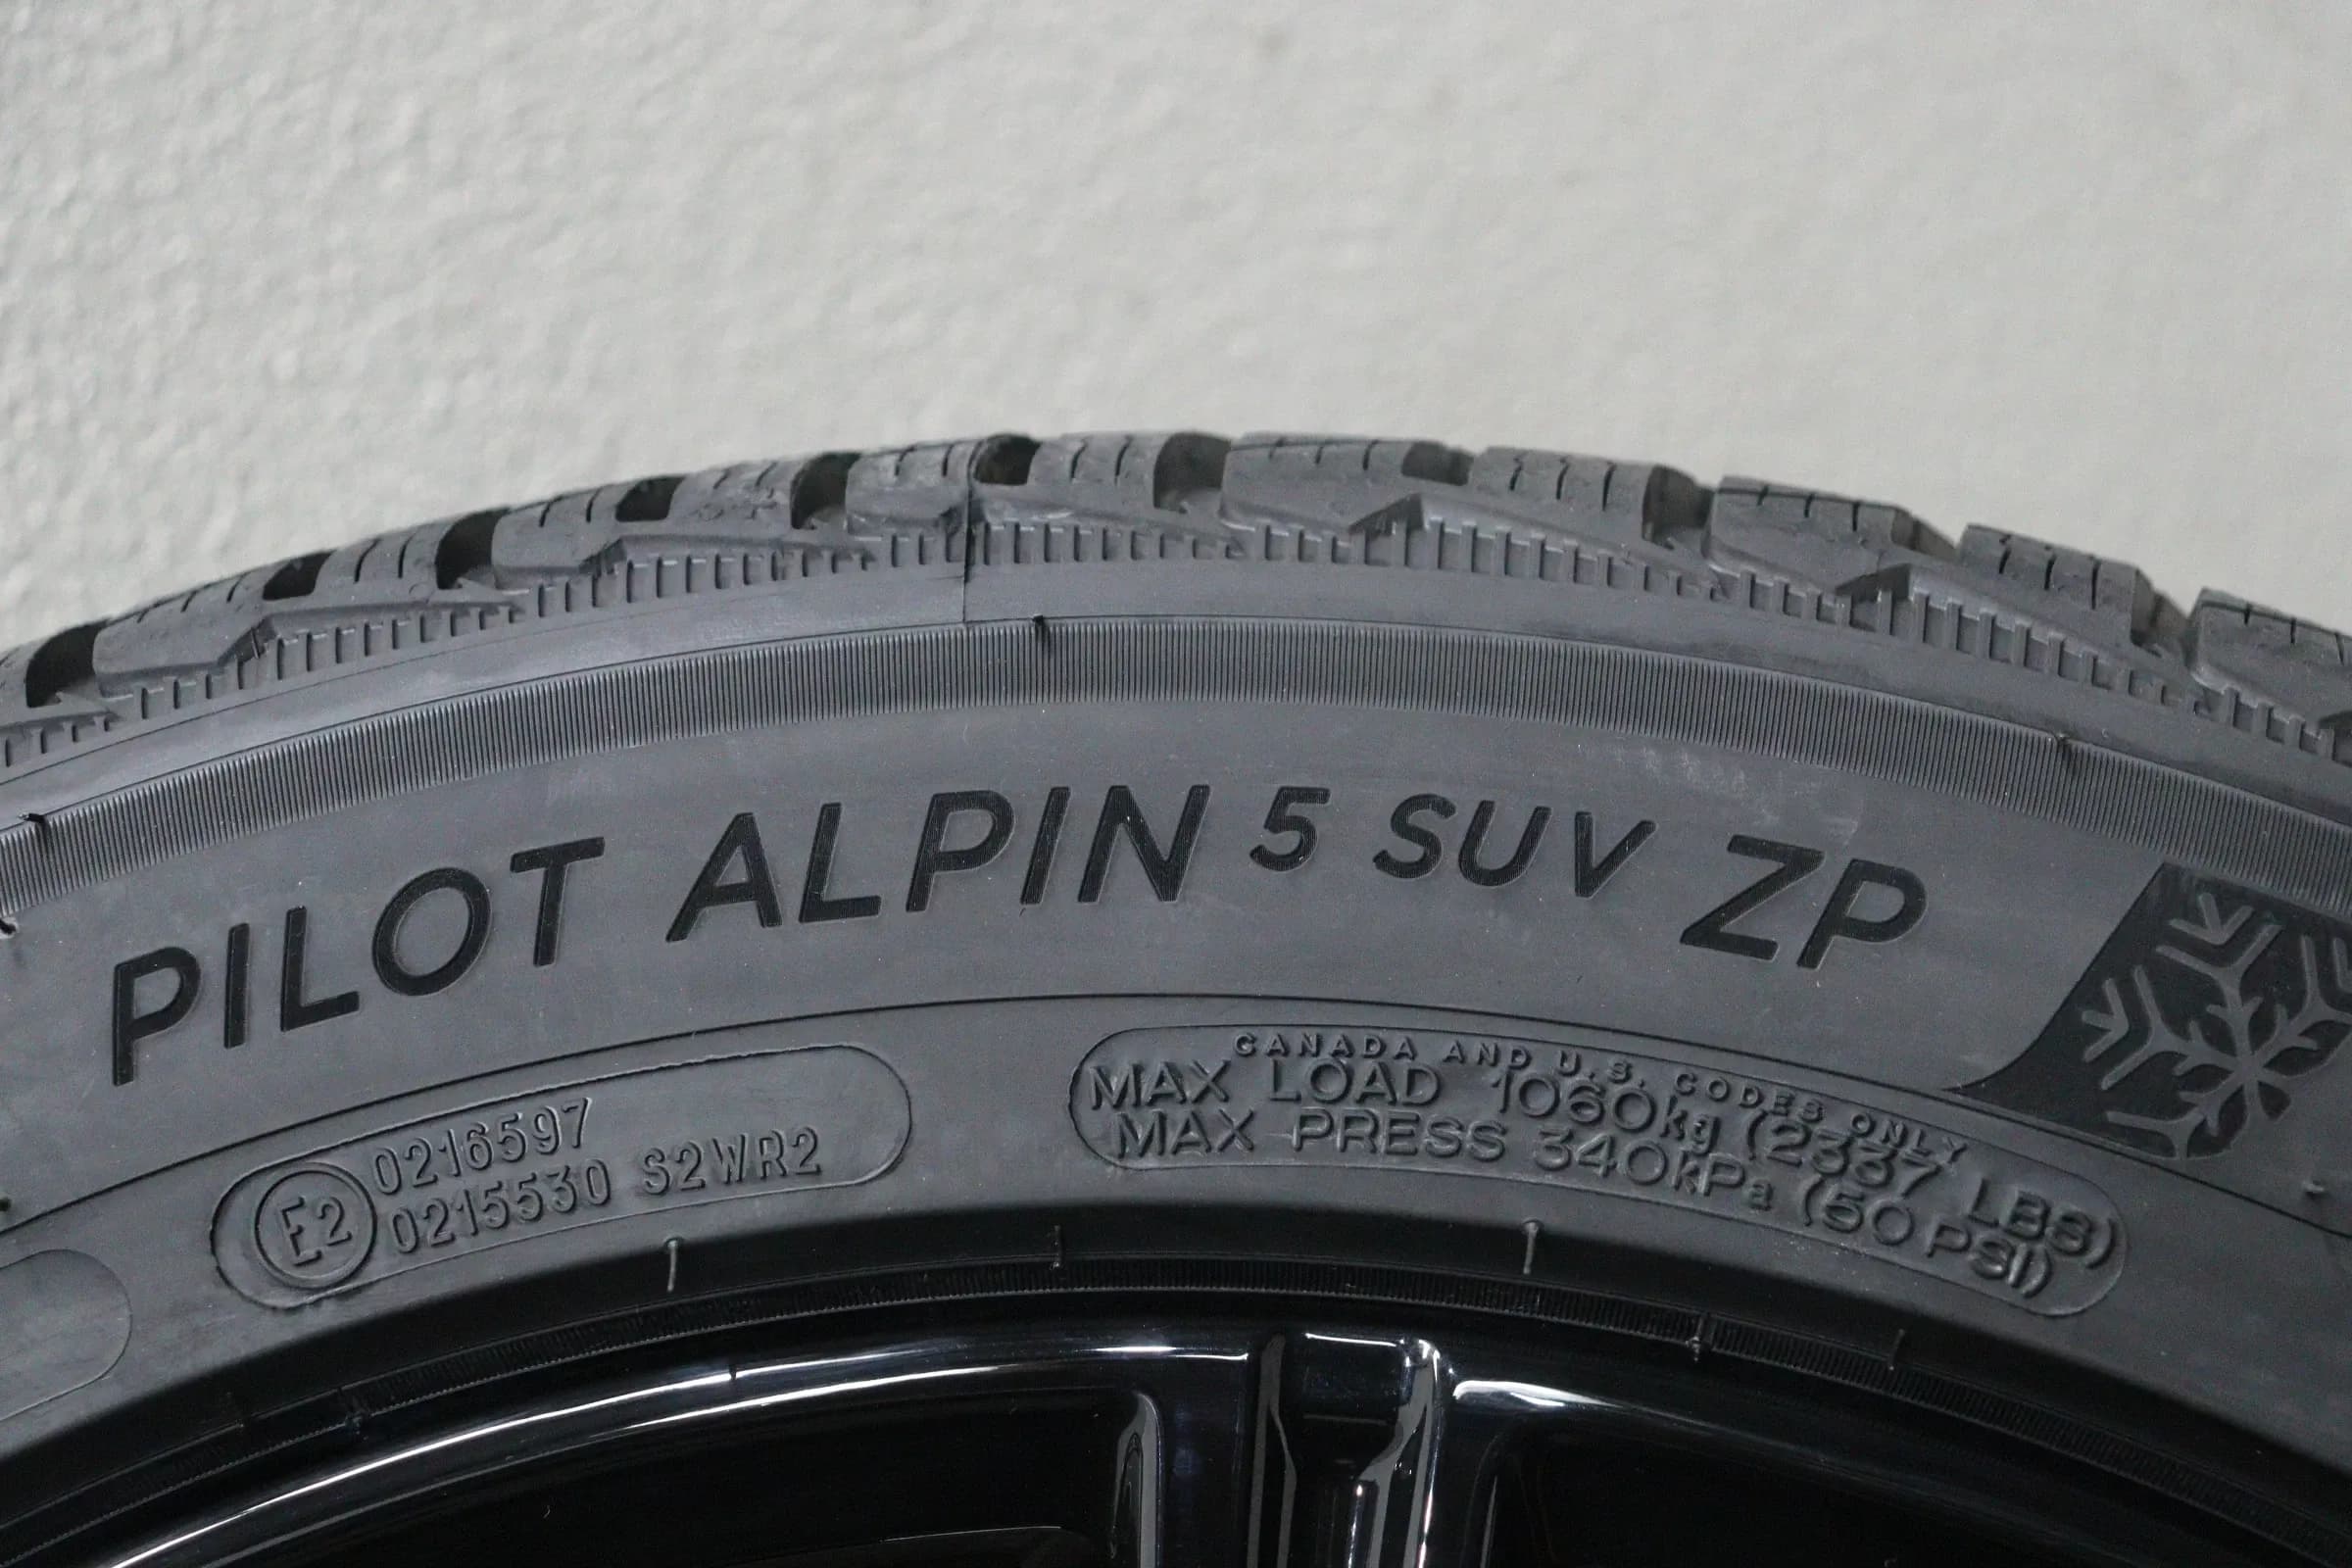 PILOT ALPIN 5 SUV ZP
E2
0216597
0215530 S2WR2
CANADA AND U.S. CODES ONLY
MAX LOAD 1060kg (2337 LBS)
MAX PRESS 340kPa (50 PSI)